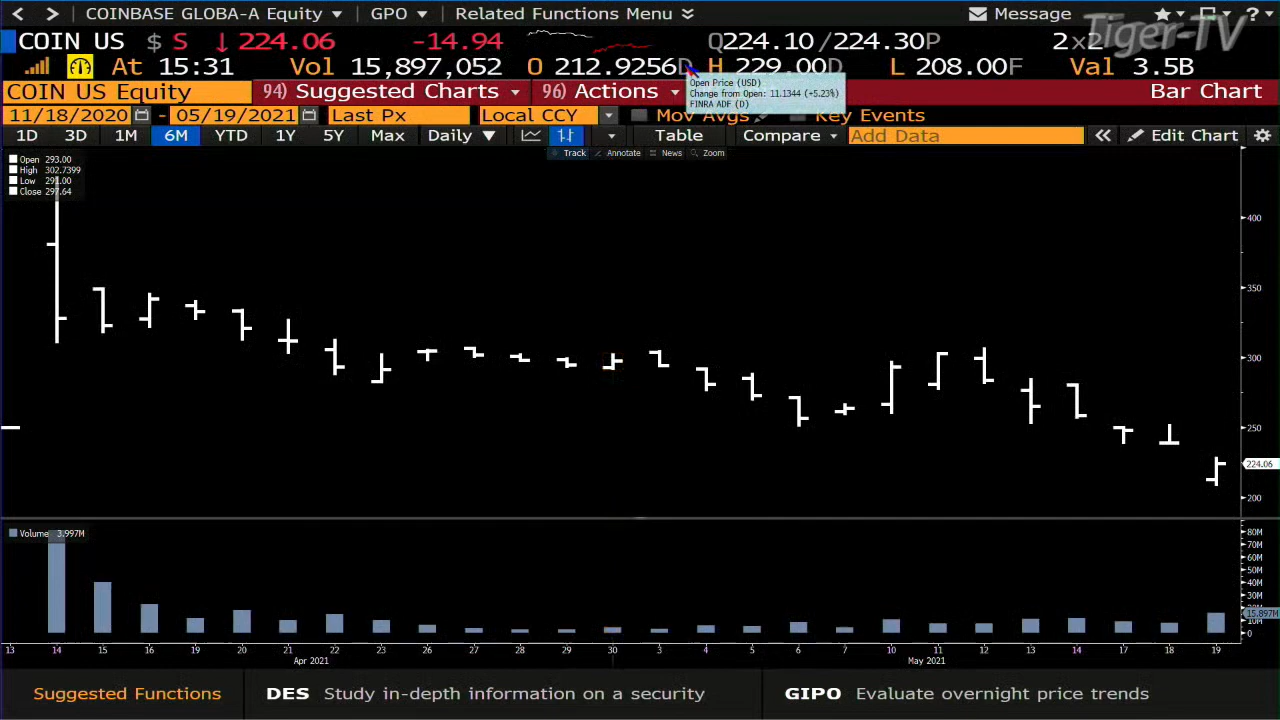 < > COINBASE GLOBA-A Equity GPO Related Functions Menu Message ?
Tiger-TV
COIN US $ S ↓ 224.06 -14.94 Q224.10/224.30P 2x2
At 15:31 Vol 15,897,052 O 212.9256D H 229.00D L 208.00F Val 3.5B
Open Price (USD)
Change from Open: 11.1344 (+5.23%)
FINRA ADF (D)
COIN US Equity 94) Suggested Charts 96) Actions Bar Chart
11/18/2020 - 05/19/2021 Last Px Local CCY Mov Avgs Key Events
1D 3D 1M 6M YTD 1Y 5Y Max Daily ▼ Table Compare Add Data « Edit Chart
Track Annotate News Zoom
Open 293.00
High 302.7399
Low 291.00
Close 297.64
400
350
300
250
224.06
200
Volume 3.997M
80M
70M
60M
50M
40M
30M
15.897M
10M
0
13 14 15 16 19 20 21 22 23 26 27 28 29 30 3 4 5 6 7 10 11 12 13 14 17 18 19
Apr 2021 May 2021
Suggested Functions DES Study in-depth information on a security GIPO Evaluate overnight price trends